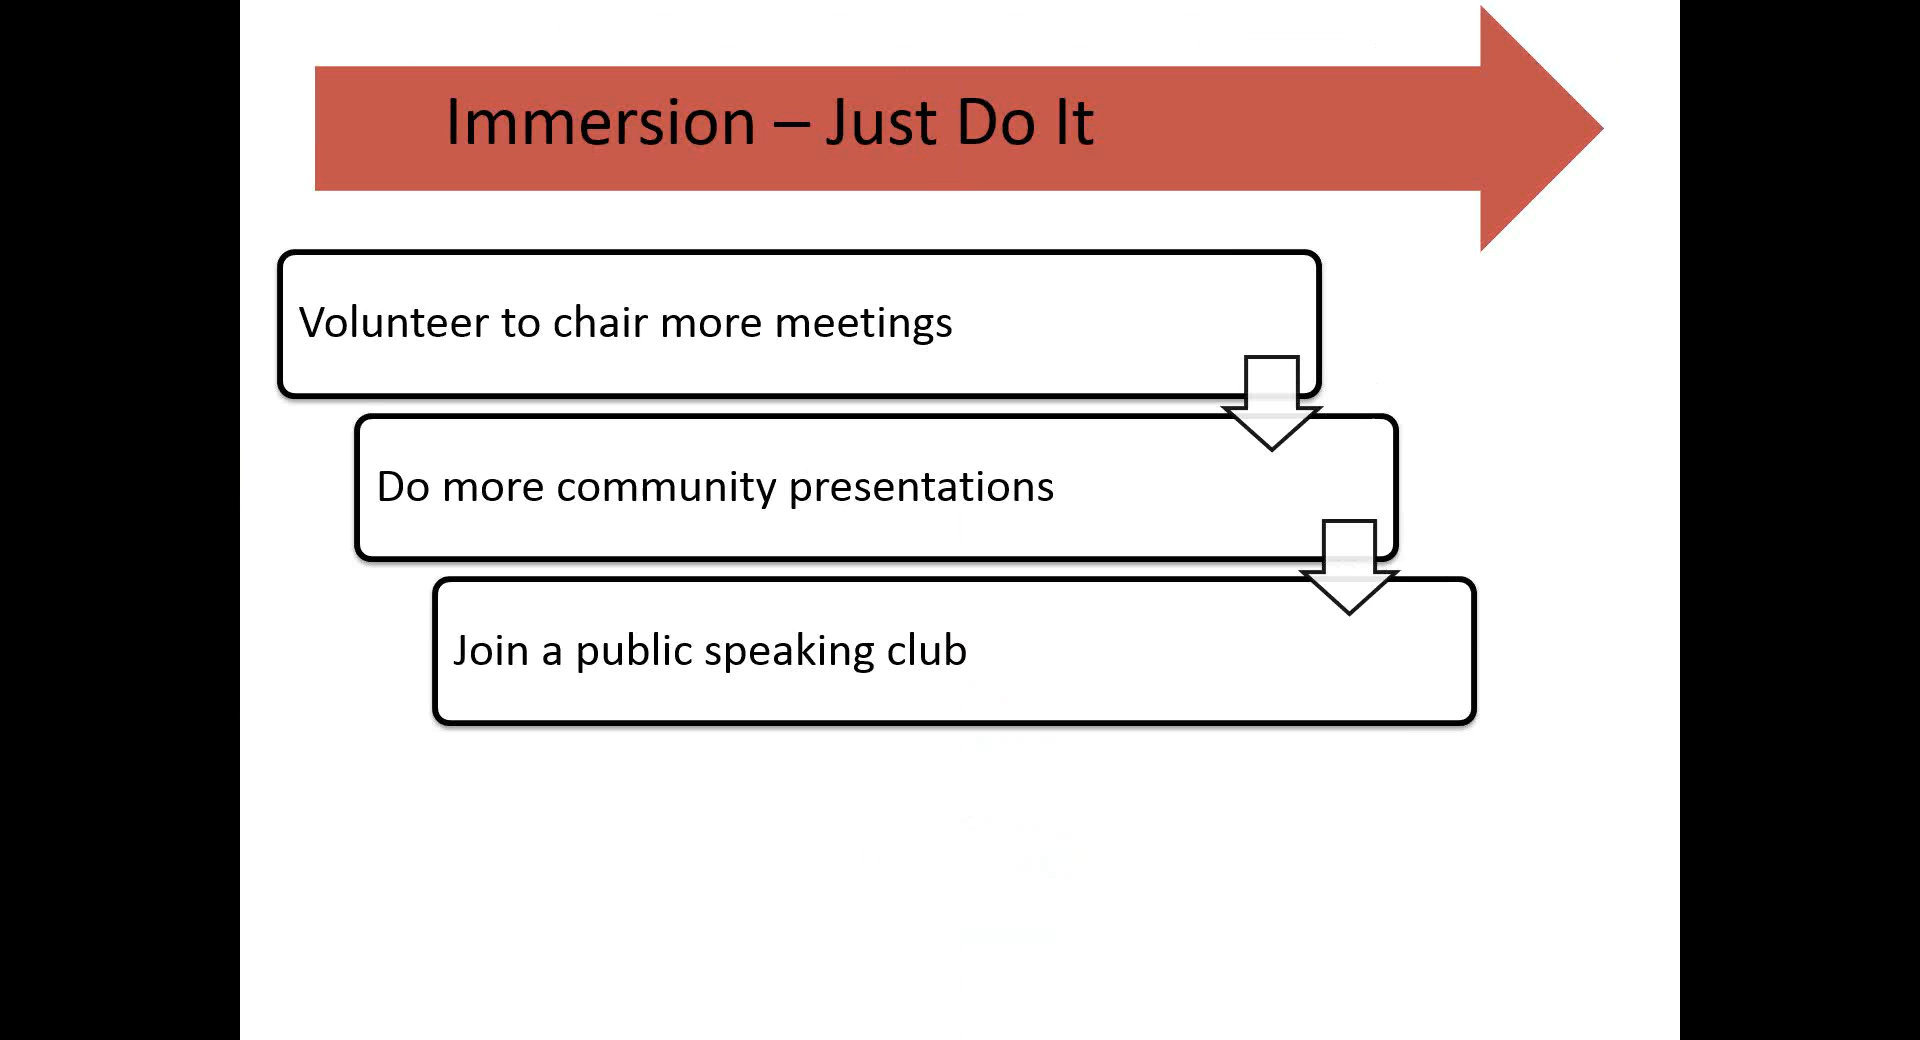 Immersion – Just Do It
Volunteer to chair more meetings
Do more community presentations
Join a public speaking club